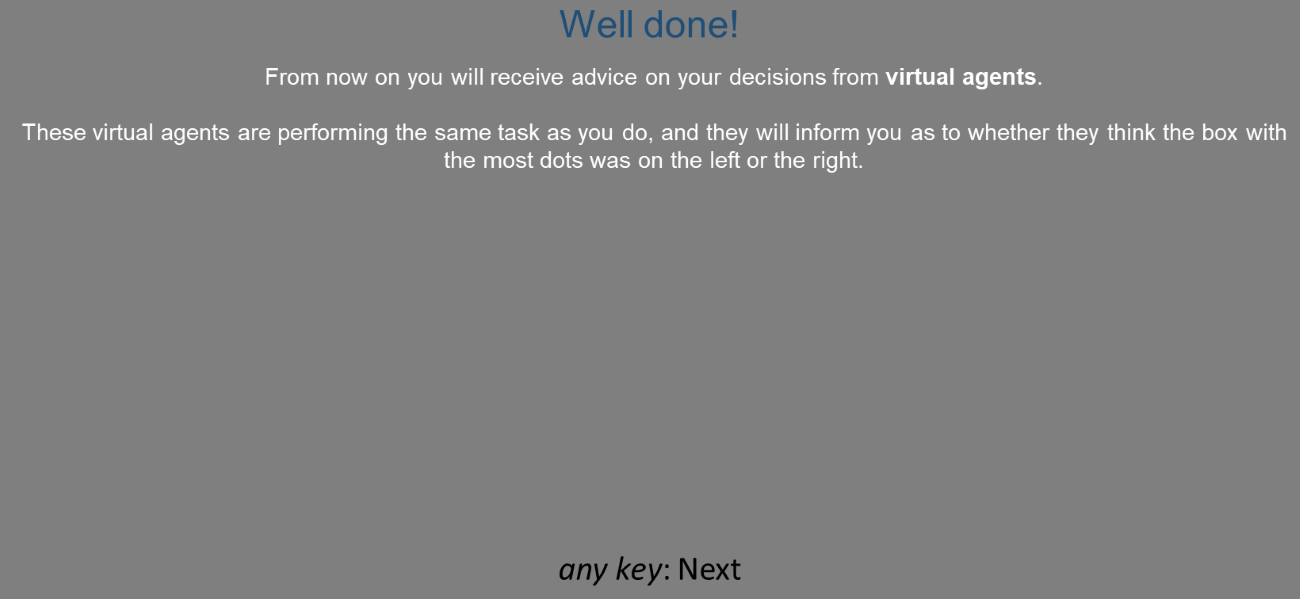 Well done!
From now on you will receive advice on your decisions from virtual agents.
These virtual agents are performing the same task as you do, and they will inform you as to whether they think the box with
the most dots was on the left or the right.
any key: Next